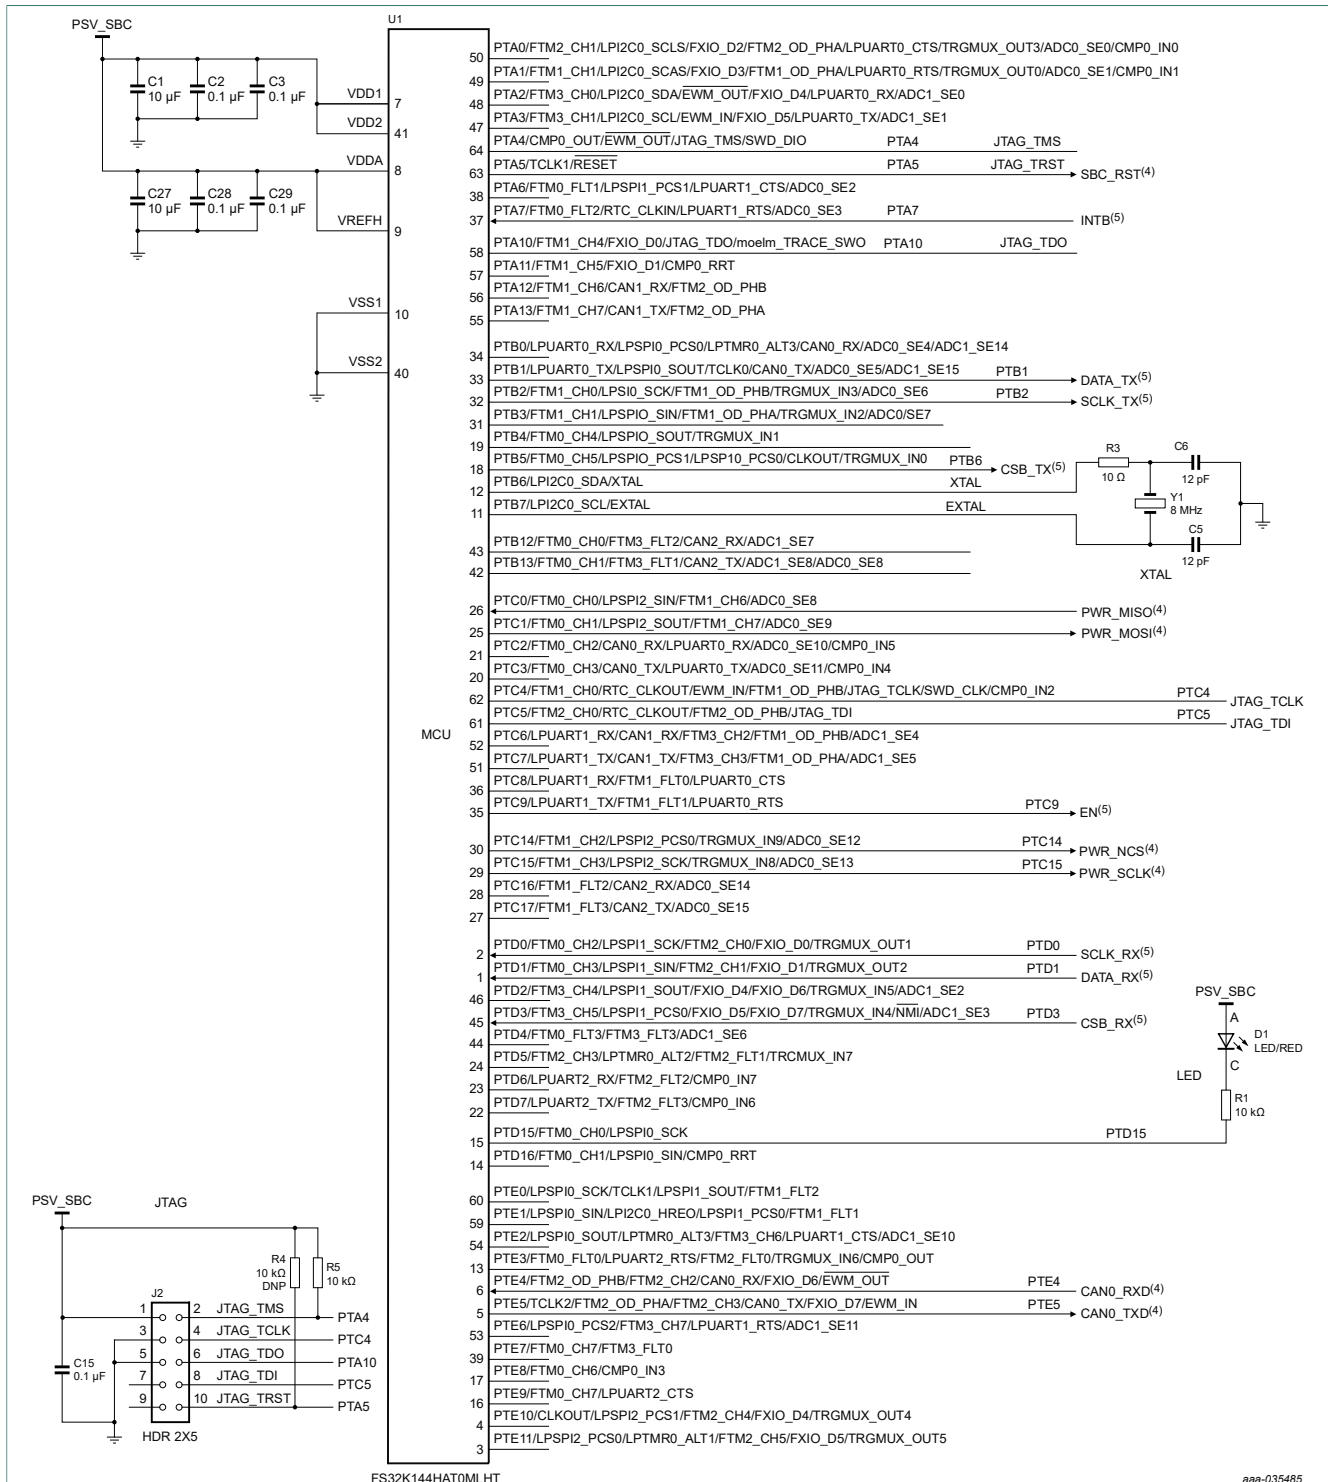 PSV_SBC
C1
10 µF
C2
0.1 µF
C3
0.1 µF
C27
10 µF
C28
0.1 µF
C29
0.1 µF
U1
VDD1
7
VDD2
41
VDDA
8
VREFH
9
VSS1
10
VSS2
40
MCU
FS32K144HAT0MLHT
50 PTA0/FTM2_CH1/LPI2C0_SCLS/FXIO_D2/FTM2_OD_PHA/LPUART0_CTS/TRGMUX_OUT3/ADC0_SE0/CMP0_IN0
49 PTA1/FTM1_CH1/LPI2C0_SCAS/FXIO_D3/FTM1_OD_PHA/LPUART0_RTS/TRGMUX_OUT0/ADC0_SE1/CMP0_IN1
48 PTA2/FTM3_CH0/LPI2C0_SDA/EWM_OUT/FXIO_D4/LPUART0_RX/ADC1_SE0
47 PTA3/FTM3_CH1/LPI2C0_SCL/EWM_IN/FXIO_D5/LPUART0_TX/ADC1_SE1
64 PTA4/CMP0_OUT/EWM_OUT/JTAG_TMS/SWD_DIO PTA4 JTAG_TMS
63 PTA5/TCLK1/RESET PTA5 JTAG_TRST SBC_RST(4)
38 PTA6/FTM0_FLT1/LPSPI1_PCS1/LPUART1_CTS/ADC0_SE2
37 PTA7/FTM0_FLT2/RTC_CLKIN/LPUART1_RTS/ADC0_SE3 PTA7 INTB(5)
58 PTA10/FTM1_CH4/FXIO_D0/JTAG_TDO/moelm_TRACE_SWO PTA10 JTAG_TDO
57 PTA11/FTM1_CH5/FXIO_D1/CMP0_RRT
56 PTA12/FTM1_CH6/CAN1_RX/FTM2_OD_PHB
55 PTA13/FTM1_CH7/CAN1_TX/FTM2_OD_PHA
34 PTB0/LPUART0_RX/LPSPI0_PCS0/LPTMR0_ALT3/CAN0_RX/ADC0_SE4/ADC1_SE14
33 PTB1/LPUART0_TX/LPSPI0_SOUT/TCLK0/CAN0_TX/ADC0_SE5/ADC1_SE15 PTB1 DATA_TX(5)
32 PTB2/FTM1_CH0/LPSI0_SCK/FTM1_OD_PHB/TRGMUX_IN3/ADC0_SE6 PTB2 SCLK_TX(5)
31 PTB3/FTM1_CH1/LPSPIO_SIN/FTM1_OD_PHA/TRGMUX_IN2/ADC0/SE7
19 PTB4/FTM0_CH4/LPSPIO_SOUT/TRGMUX_IN1
18 PTB5/FTM0_CH5/LPSPIO_PCS1/LPSP10_PCS0/CLKOUT/TRGMUX_IN0 PTB6 CSB_TX(5)
12 PTB6/LPI2C0_SDA/XTAL XTAL
11 PTB7/LPI2C0_SCL/EXTAL EXTAL
R3
10 Ω
C6
12 pF
Y1
8 MHz
C5
12 pF
XTAL
43 PTB12/FTM0_CH0/FTM3_FLT2/CAN2_RX/ADC1_SE7
42 PTB13/FTM0_CH1/FTM3_FLT1/CAN2_TX/ADC1_SE8/ADC0_SE8
26 PTC0/FTM0_CH0/LPSPI2_SIN/FTM1_CH6/ADC0_SE8 PWR_MISO(4)
25 PTC1/FTM0_CH1/LPSPI2_SOUT/FTM1_CH7/ADC0_SE9 PWR_MOSI(4)
21 PTC2/FTM0_CH2/CAN0_RX/LPUART0_RX/ADC0_SE10/CMP0_IN5
20 PTC3/FTM0_CH3/CAN0_TX/LPUART0_TX/ADC0_SE11/CMP0_IN4
62 PTC4/FTM1_CH0/RTC_CLKOUT/EWM_IN/FTM1_OD_PHB/JTAG_TCLK/SWD_CLK/CMP0_IN2 PTC4 JTAG_TCLK
61 PTC5/FTM2_CH0/RTC_CLKOUT/FTM2_OD_PHB/JTAG_TDI PTC5 JTAG_TDI
52 PTC6/LPUART1_RX/CAN1_RX/FTM3_CH2/FTM1_OD_PHB/ADC1_SE4
51 PTC7/LPUART1_TX/CAN1_TX/FTM3_CH3/FTM1_OD_PHA/ADC1_SE5
36 PTC8/LPUART1_RX/FTM1_FLT0/LPUART0_CTS
35 PTC9/LPUART1_TX/FTM1_FLT1/LPUART0_RTS PTC9 EN(5)
30 PTC14/FTM1_CH2/LPSPI2_PCS0/TRGMUX_IN9/ADC0_SE12 PTC14 PWR_NCS(4)
29 PTC15/FTM1_CH3/LPSPI2_SCK/TRGMUX_IN8/ADC0_SE13 PTC15 PWR_SCLK(4)
28 PTC16/FTM1_FLT2/CAN2_RX/ADC0_SE14
27 PTC17/FTM1_FLT3/CAN2_TX/ADC0_SE15
2 PTD0/FTM0_CH2/LPSPI1_SCK/FTM2_CH0/FXIO_D0/TRGMUX_OUT1 PTD0 SCLK_RX(5)
1 PTD1/FTM0_CH3/LPSPI1_SIN/FTM2_CH1/FXIO_D1/TRGMUX_OUT2 PTD1 DATA_RX(5)
46 PTD2/FTM3_CH4/LPSPI1_SOUT/FXIO_D4/FXIO_D6/TRGMUX_IN5/ADC1_SE2
45 PTD3/FTM3_CH5/LPSPI1_PCS0/FXIO_D5/FXIO_D7/TRGMUX_IN4/NMI/ADC1_SE3 PTD3 CSB_RX(5)
44 PTD4/FTM0_FLT3/FTM3_FLT3/ADC1_SE6
24 PTD5/FTM2_CH3/LPTMR0_ALT2/FTM2_FLT1/TRCMUX_IN7
23 PTD6/LPUART2_RX/FTM2_FLT2/CMP0_IN7
22 PTD7/LPUART2_TX/FTM2_FLT3/CMP0_IN6
15 PTD15/FTM0_CH0/LPSPI0_SCK PTD15
14 PTD16/FTM0_CH1/LPSPI0_SIN/CMP0_RRT
PSV_SBC
A
D1
LED/RED
C
LED
R1
10 kΩ
60 PTE0/LPSPI0_SCK/TCLK1/LPSPI1_SOUT/FTM1_FLT2
59 PTE1/LPSPI0_SIN/LPI2C0_HREO/LPSPI1_PCS0/FTM1_FLT1
54 PTE2/LPSPI0_SOUT/LPTMR0_ALT3/FTM3_CH6/LPUART1_CTS/ADC1_SE10
13 PTE3/FTM0_FLT0/LPUART2_RTS/FTM2_FLT0/TRGMUX_IN6/CMP0_OUT
6 PTE4/FTM2_OD_PHB/FTM2_CH2/CAN0_RX/FXIO_D6/EWM_OUT PTE4 CAN0_RXD(4)
5 PTE5/TCLK2/FTM2_OD_PHA/FTM2_CH3/CAN0_TX/FXIO_D7/EWM_IN PTE5 CAN0_TXD(4)
53 PTE6/LPSPI0_PCS2/FTM3_CH7/LPUART1_RTS/ADC1_SE11
39 PTE7/FTM0_CH7/FTM3_FLT0
17 PTE8/FTM0_CH6/CMP0_IN3
16 PTE9/FTM0_CH7/LPUART2_CTS
4 PTE10/CLKOUT/LPSPI2_PCS1/FTM2_CH4/FXIO_D4/TRGMUX_OUT4
3 PTE11/LPSPI2_PCS0/LPTMR0_ALT1/FTM2_CH5/FXIO_D5/TRGMUX_OUT5
PSV_SBC
JTAG
R4
10 kΩ
DNP
R5
10 kΩ
J2
1 2 JTAG_TMS PTA4
3 4 JTAG_TCLK PTC4
5 6 JTAG_TDO PTA10
7 8 JTAG_TDI PTC5
9 10 JTAG_TRST PTA5
C15
0.1 µF
HDR 2X5
aaa-035485